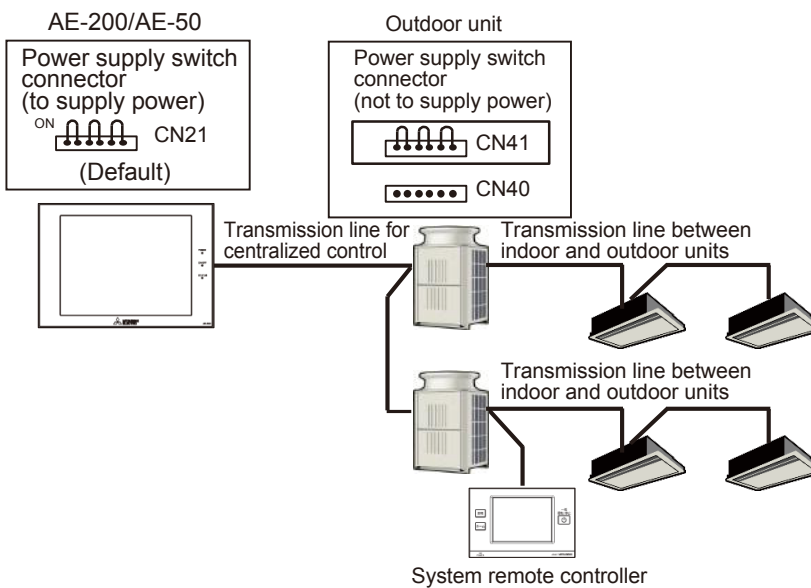 AE-200/AE-50
Power supply switch
connector
(to supply power)
ON
CN21
(Default)
Outdoor unit
Power supply switch
connector
(not to supply power)
CN41
CN40
Transmission line for
centralized control
Transmission line between
indoor and outdoor units
Transmission line between
indoor and outdoor units
System remote controller